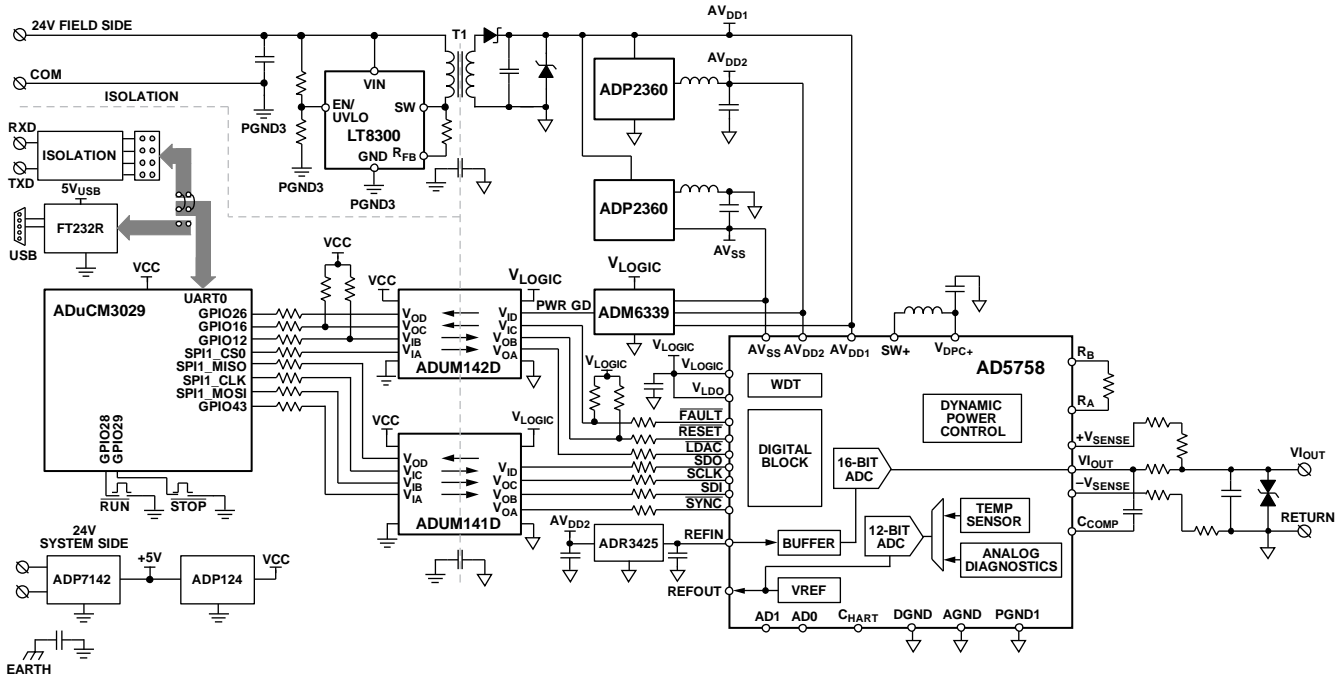 24V FIELD SIDE
COM
ISOLATION
PGND3
PGND3
VIN
EN/
UVLO
SW
LT8300
GND
RFB
PGND3
T1
AVDD1
ADP2360
AVDD2
ADP2360
AVSS
RXD
TXD
ISOLATION
5VUSB
FT232R
USB
VCC
ADuCM3029
UART0
GPIO26
GPIO16
GPIO12
SPI1_CS0
SPI1_MISO
SPI1_CLK
SPI1_MOSI
GPIO43
GPIO28
GPIO29
RUN
STOP
VCC
VCC
VLOGIC
VOD
VOC
VIB
VIA
VID
VIC
VOB
VOA
ADUM142D
PWR GD
VLOGIC
ADM6339
VCC
VLOGIC
VOD
VIC
VIB
VIA
VID
VOC
VOB
VOA
ADUM141D
VLOGIC
VLOGIC
VLOGIC
VLDO
FAULT
RESET
LDAC
SDO
SCLK
SDI
SYNC
REFIN
REFOUT
AVDD2
ADR3425
AVSS
AVDD2
AVDD1
SW+
VDPC+
AD5758
WDT
DIGITAL
BLOCK
DYNAMIC
POWER
CONTROL
16-BIT
ADC
12-BIT
ADC
TEMP
SENSOR
ANALOG
DIAGNOSTICS
BUFFER
VREF
RB
RA
+VSENSE
VIOUT
–VSENSE
CCOMP
VIOUT
RETURN
AD1
AD0
CHART
DGND
AGND
PGND1
24V
SYSTEM SIDE
ADP7142
+5V
ADP124
VCC
EARTH